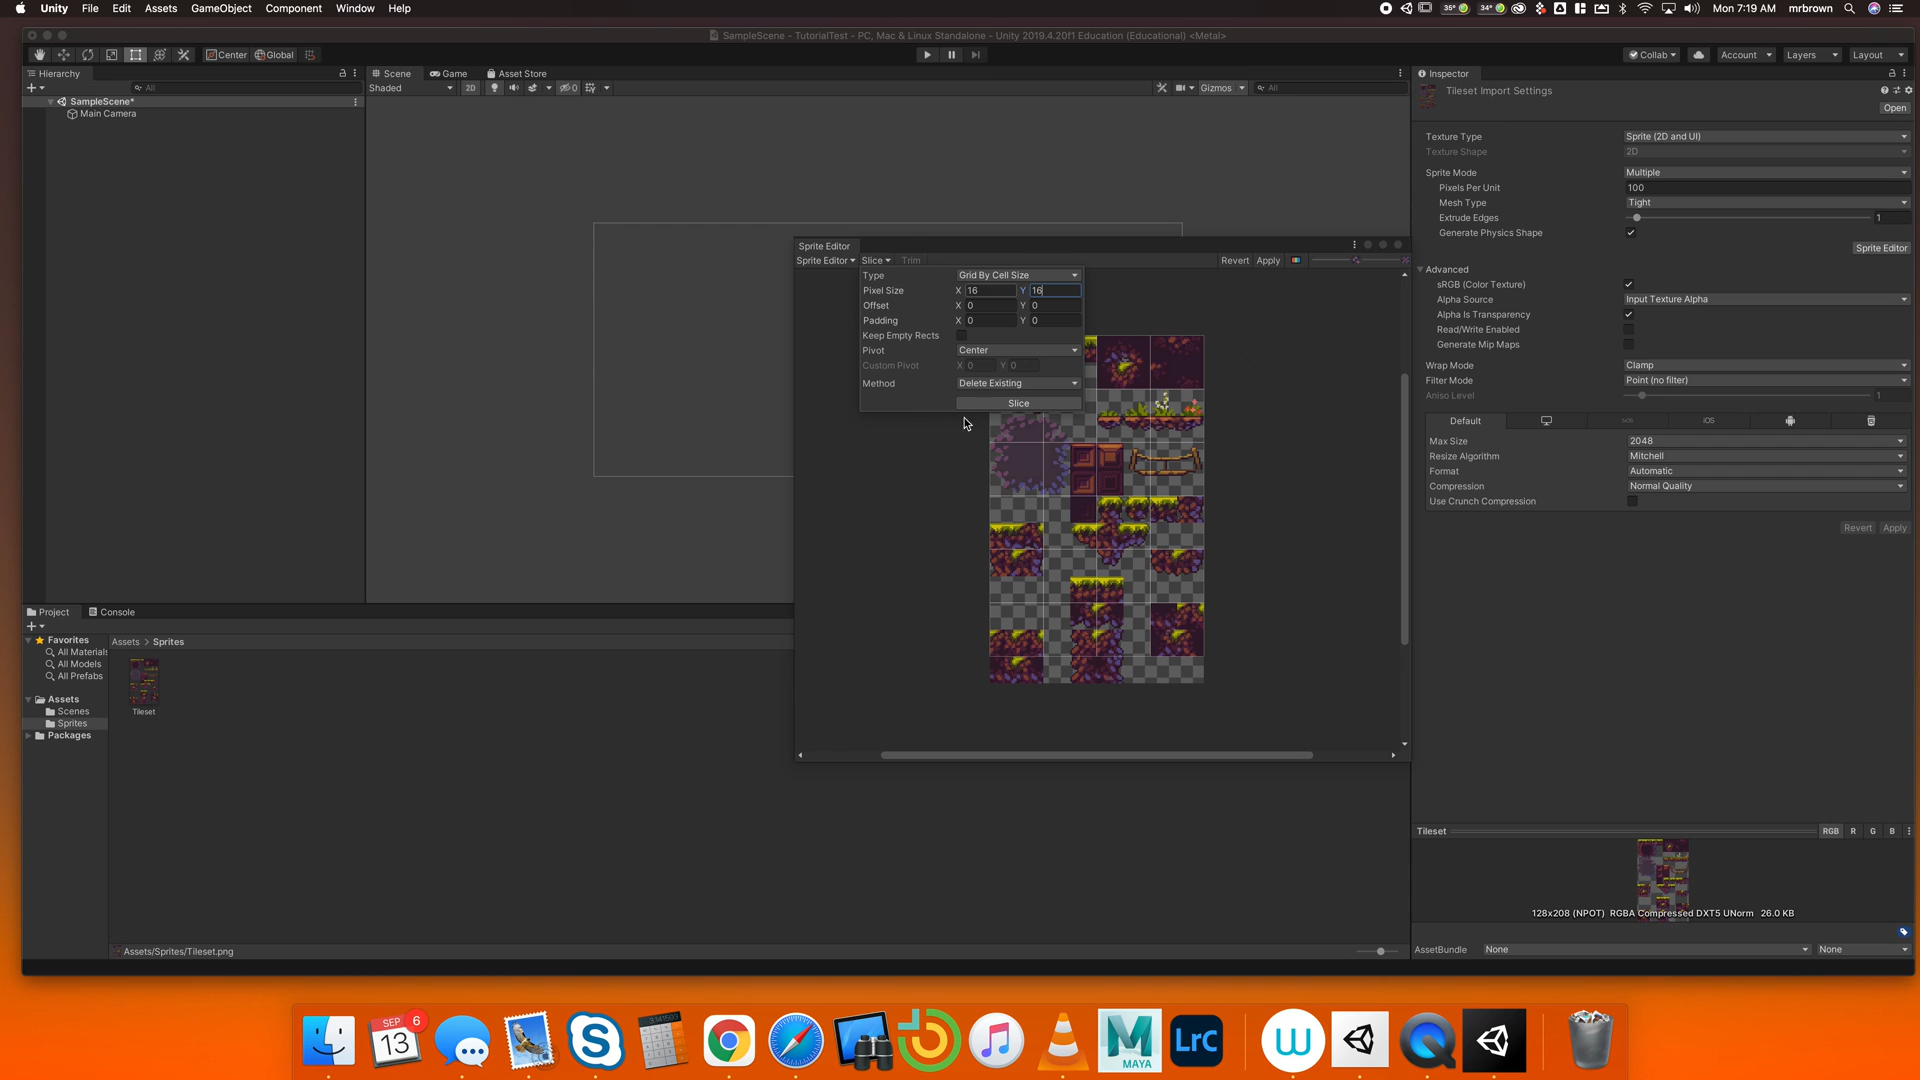 Unity File Edit Assets GameObject Component Window Help
35° 34° Mon 7:19 AM mrbrown
SampleScene - TutorialTest - PC, Mac & Linux Standalone - Unity 2019.4.20f1 Education (Educational) <Metal>
Center Global Collab Account Layers Layout
Hierarchy
All
SampleScene*
Main Camera
Scene Game Asset Store
Shaded 2D 0 Gizmos All
Sprite Editor
Sprite Editor Slice Trim Revert Apply
Type Grid By Cell Size
Pixel Size X 16 Y 16
Offset X 0 Y 0
Padding X 0 Y 0
Keep Empty Rects
Pivot Center
Custom Pivot X 0 Y 0
Method Delete Existing
Slice
Inspector
Tileset Import Settings
Open
Texture Type Sprite (2D and UI)
Texture Shape 2D
Sprite Mode Multiple
Pixels Per Unit 100
Mesh Type Tight
Extrude Edges 1
Generate Physics Shape
Sprite Editor
Advanced
sRGB (Color Texture)
Alpha Source Input Texture Alpha
Alpha Is Transparency
Read/Write Enabled
Generate Mip Maps
Wrap Mode Clamp
Filter Mode Point (no filter)
Aniso Level 1
Default iOS
Max Size 2048
Resize Algorithm Mitchell
Format Automatic
Compression Normal Quality
Use Crunch Compression
Revert Apply
Project Console
Favorites
All Materials
All Models
All Prefabs
Assets
Scenes
Sprites
Packages
Assets > Sprites
Tileset
Assets/Sprites/Tileset.png
Tileset RGB R G B
128x208 (NPOT) RGBA Compressed DXT5 UNorm 26.0 KB
AssetBundle None None
SEP 6
13
3.141593
MAYA
LrC